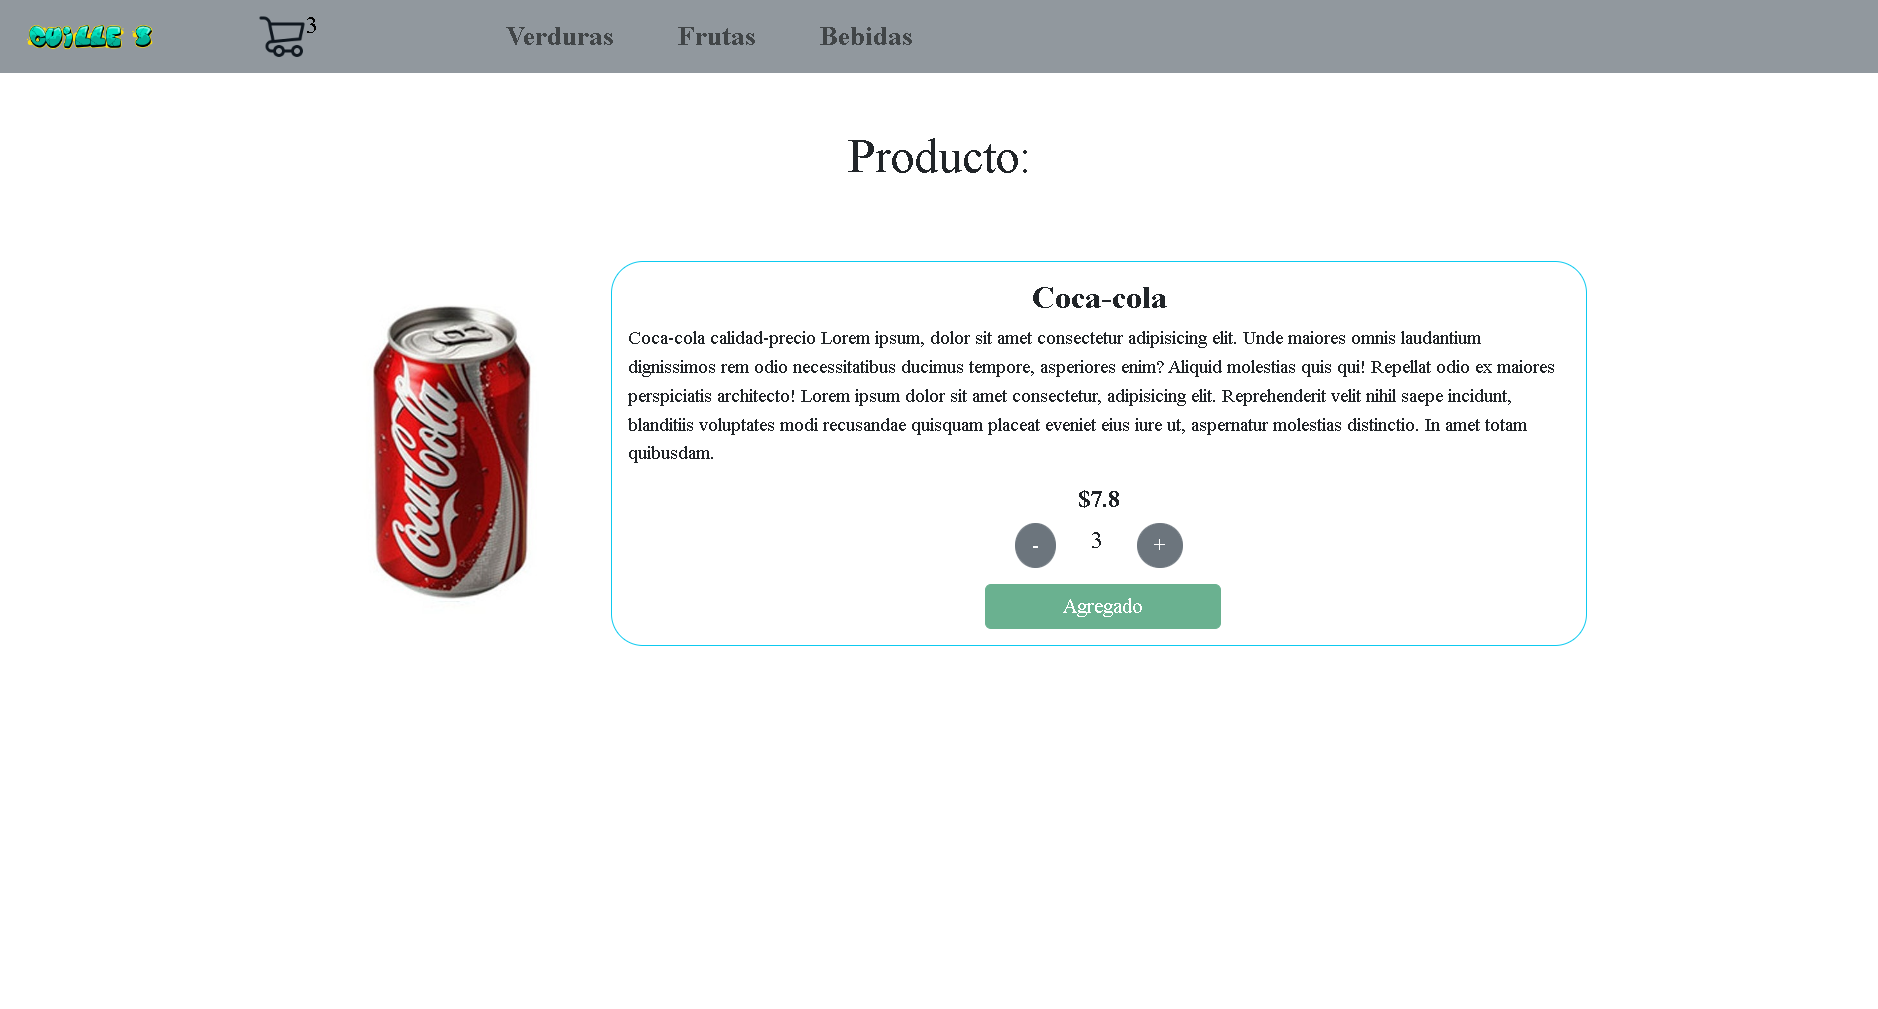 GUiLLE S
3
Verduras Frutas Bebidas
Producto:
Coca-Cola
Coca-cola
Coca-cola calidad-precio Lorem ipsum, dolor sit amet consectetur adipisicing elit. Unde maiores omnis laudantium
dignissimos rem odio necessitatibus ducimus tempore, asperiores enim? Aliquid molestias quis qui! Repellat odio ex maiores
perspiciatis architecto! Lorem ipsum dolor sit amet consectetur, adipisicing elit. Reprehenderit velit nihil saepe incidunt,
blanditiis voluptates modi recusandae quisquam placeat eveniet eius iure ut, aspernatur molestias distinctio. In amet totam
quibusdam.
$7.8
- 3 +
Agregado